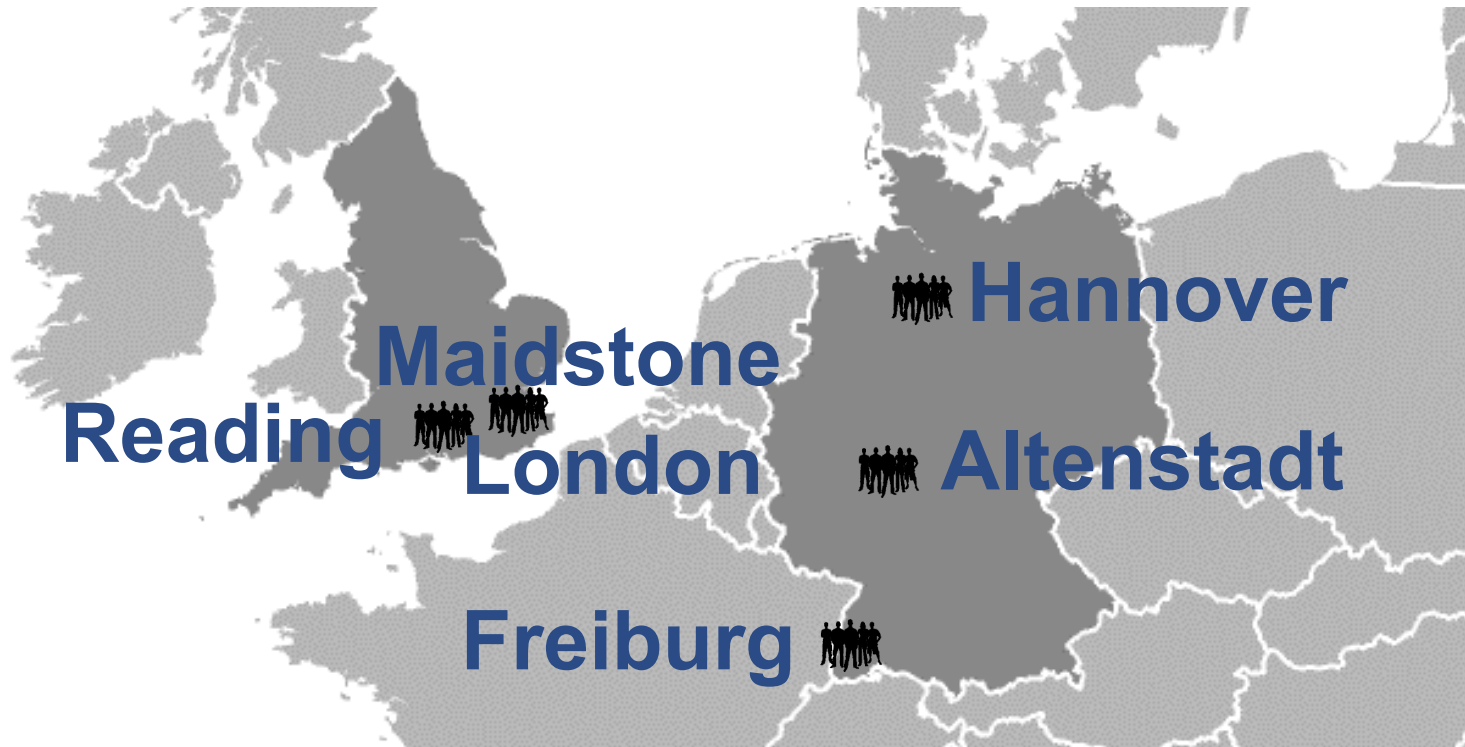 Hannover
Maidstone
Reading
London
Altenstadt
Freiburg